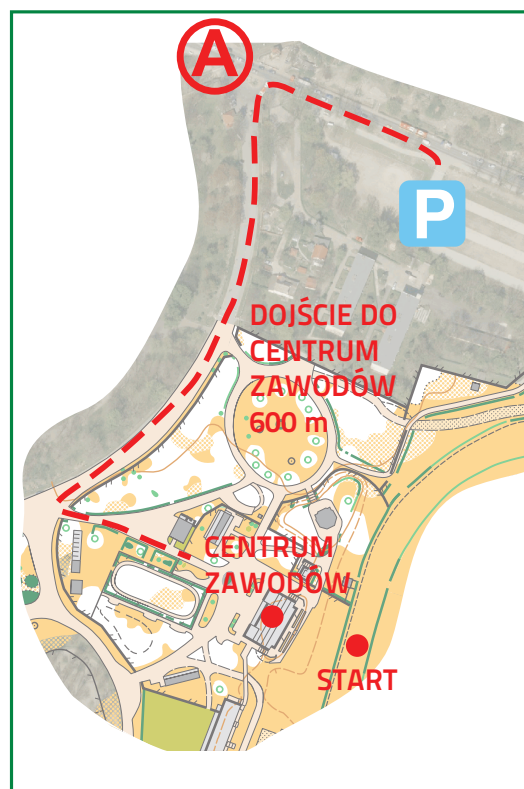 A
P
DOJŚCIE DO
CENTRUM
ZAWODÓW
600 m
CENTRUM
ZAWODÓW
START